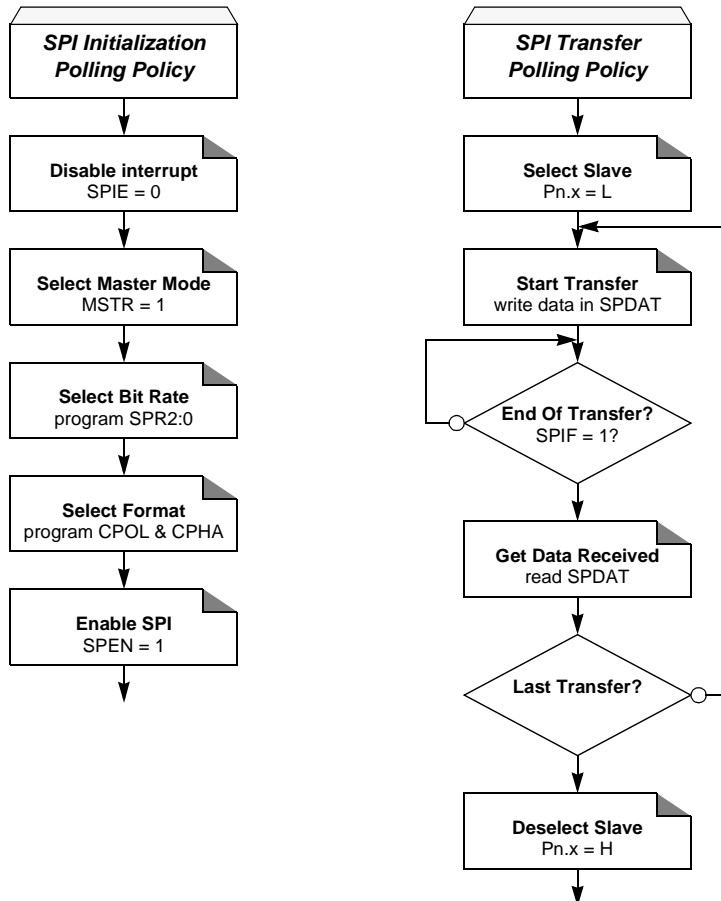 SPI Initialization
Polling Policy
Disable interrupt
SPIE = 0
Select Master Mode
MSTR = 1
Select Bit Rate
program SPR2:0
Select Format
program CPOL & CPHA
Enable SPI
SPEN = 1
SPI Transfer
Polling Policy
Select Slave
Pn.x = L
Start Transfer
write data in SPDAT
End Of Transfer?
SPIF = 1?
Get Data Received
read SPDAT
Last Transfer?
Deselect Slave
Pn.x = H